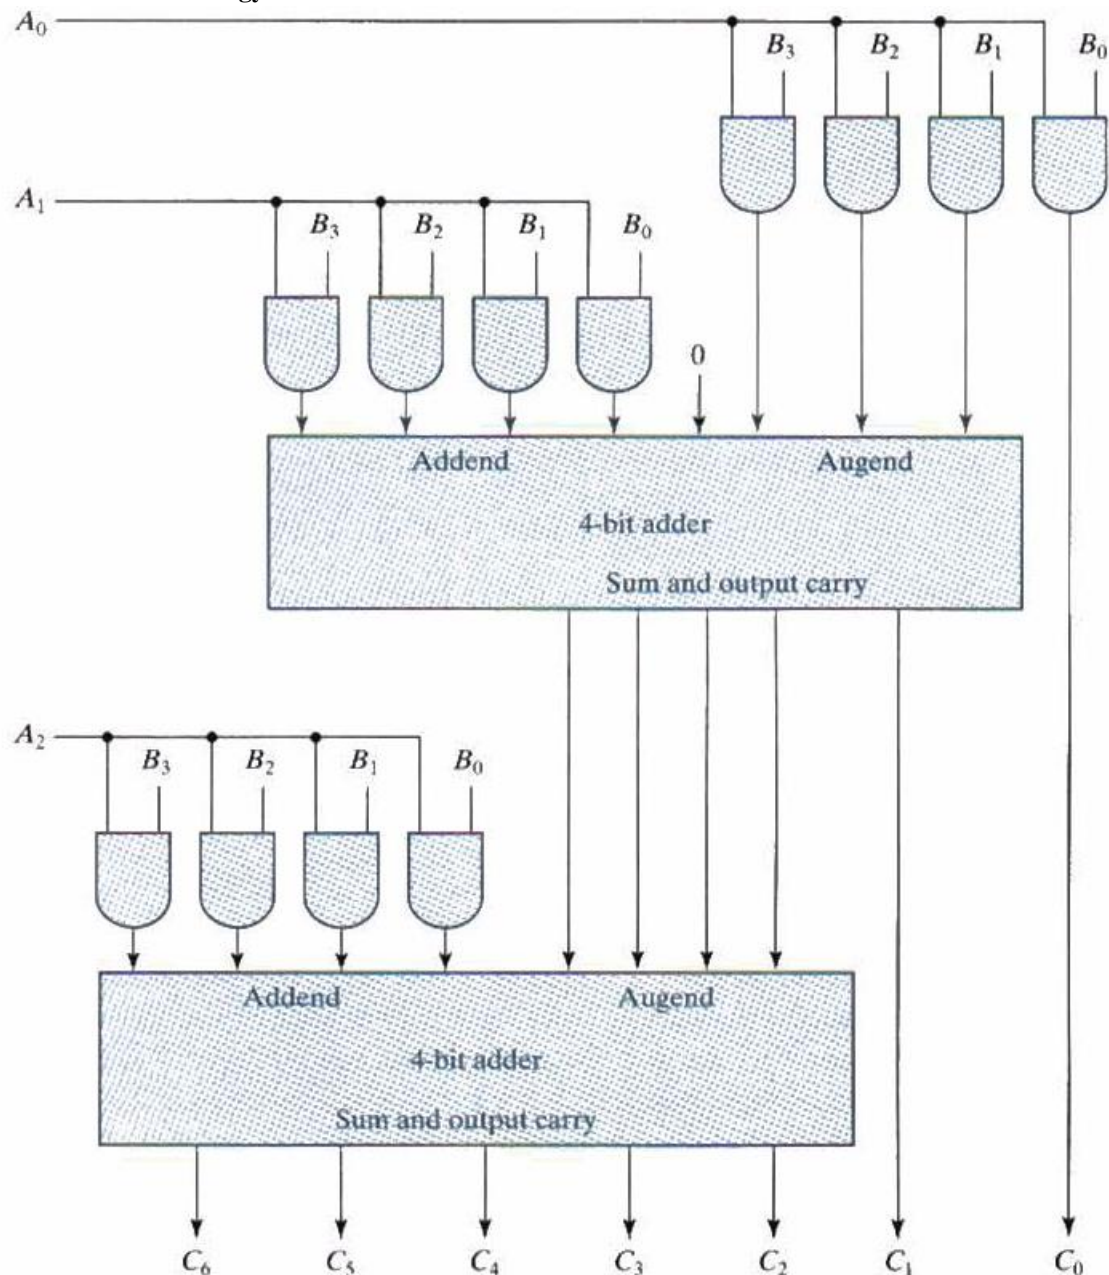 gy
A₀
B₃ B₂ B₁ B₀
A₁
B₃ B₂ B₁ B₀
0
Addend Augend
4-bit adder
Sum and output carry
A₂
B₃ B₂ B₁ B₀
Addend Augend
4-bit adder
Sum and output carry
C₆ C₅ C₄ C₃ C₂ C₁ C₀